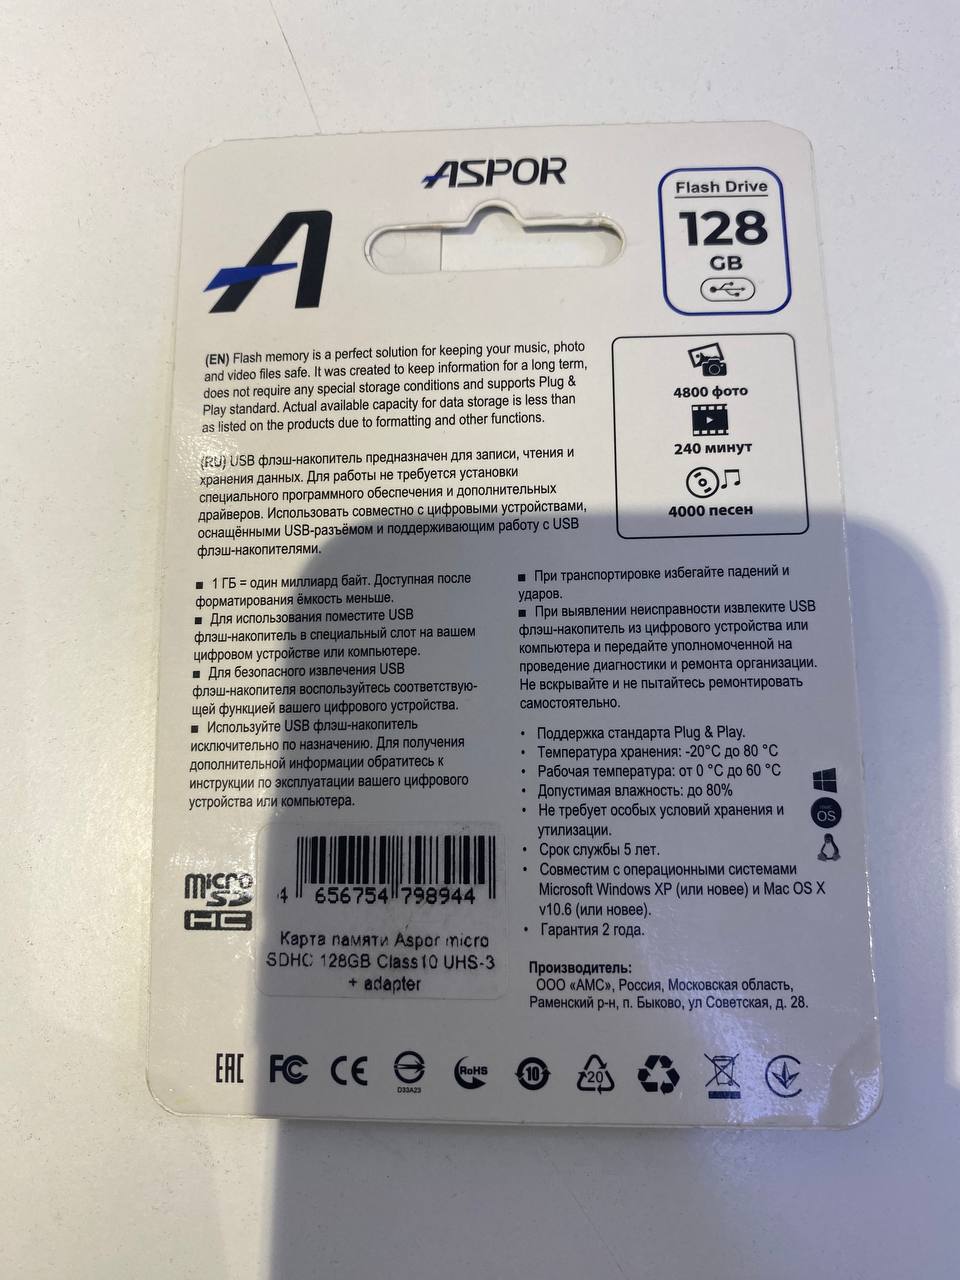 ASPOR
Flash Drive
128
GB
(EN) Flash memory is a perfect solution for keeping your music, photo
and video files safe. It was created to keep information for a long term,
does not require any special storage conditions and supports Plug &
Play standard. Actual available capacity for data storage is less than
as listed on the products due to formatting and other functions.
4800 фото
240 минут
4000 песен
(RU) USB флэш-накопитель предназначен для записи, чтения и
хранения данных. Для работы не требуется установки
специального программного обеспечения и дополнительных
драйверов. Использовать совместно с цифровыми устройствами,
оснащёнными USB-разъёмом и поддерживающим работу с USB
флэш-накопителями.
■ 1 ГБ = один миллиард байт. Доступная после
форматирования ёмкость меньше.
■ Для использования поместите USB
флэш-накопитель в специальный слот на вашем
цифровом устройстве или компьютере.
■ Для безопасного извлечения USB
флэш-накопителя воспользуйтесь соответствую-
щей функцией вашего цифрового устройства.
■ Используйте USB флэш-накопитель
исключительно по назначению. Для получения
дополнительной информации обратитесь к
инструкции по эксплуатации вашего цифрового
устройства или компьютера.
■ При транспортировке избегайте падений и
ударов.
■ При выявлении неисправности извлеките USB
флэш-накопитель из цифрового устройства или
компьютера и передайте уполномоченной на
проведение диагностики и ремонта организации.
Не вскрывайте и не пытайтесь ремонтировать
самостоятельно.
• Поддержка стандарта Plug & Play.
• Температура хранения: -20°C до 80 °C
• Рабочая температура: от 0 °C до 60 °C
• Допустимая влажность: до 80%
• Не требует особых условий хранения и
утилизации.
• Срок службы 5 лет.
• Совместим с операционными системами
Microsoft Windows XP (или новее) и Mac OS X
v10.6 (или новее).
• Гарантия 2 года.
OS
micro
SD
HC
4 656754 798944
Карта памяти Aspor micro
SDHC 128GB Class10 UHS-3
+ adapter
Производитель:
ООО «АМС», Россия, Московская область,
Раменский р-н, п. Быково, ул Советская, д. 28.
EAC FC CE D33A23 RoHS 10 20